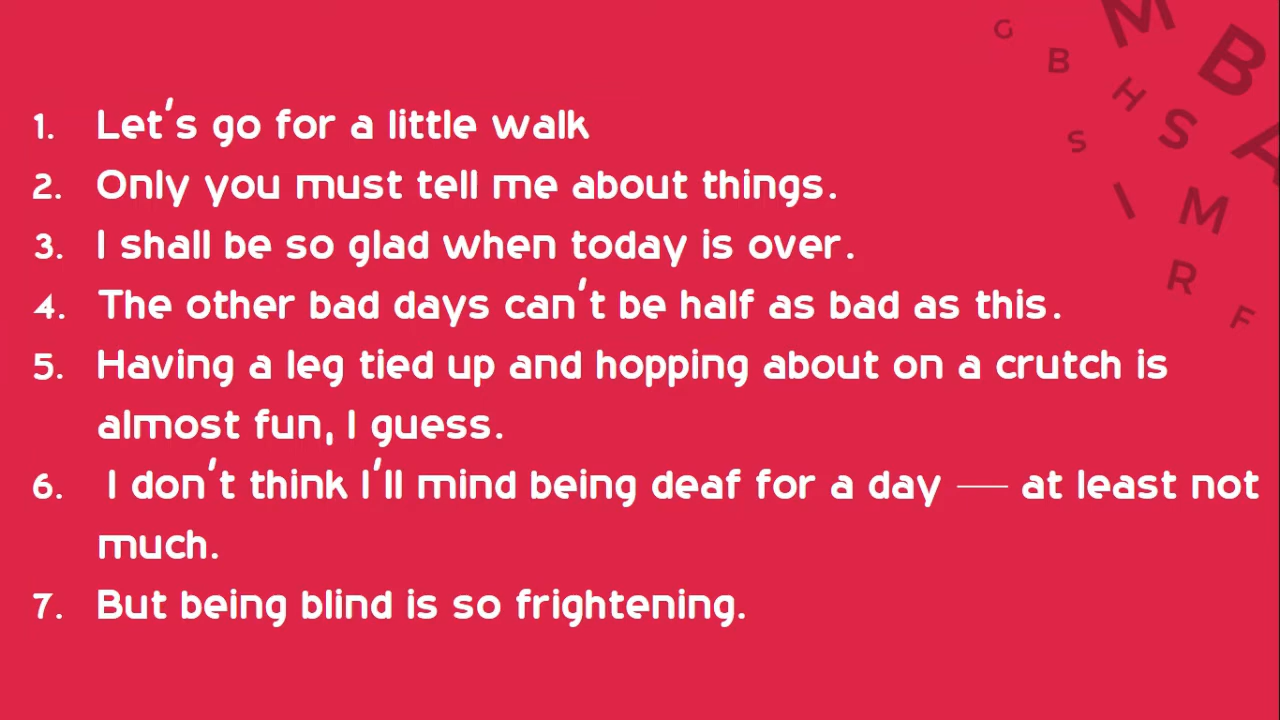 G
M
B
B
H
S
S
A
I
M
R
F
1. Let's go for a little walk
2. Only you must tell me about things.
3. I shall be so glad when today is over.
4. The other bad days can't be half as bad as this.
5. Having a leg tied up and hopping about on a crutch is
almost fun, I guess.
6. I don't think I'll mind being deaf for a day — at least not
much.
7. But being blind is so frightening.